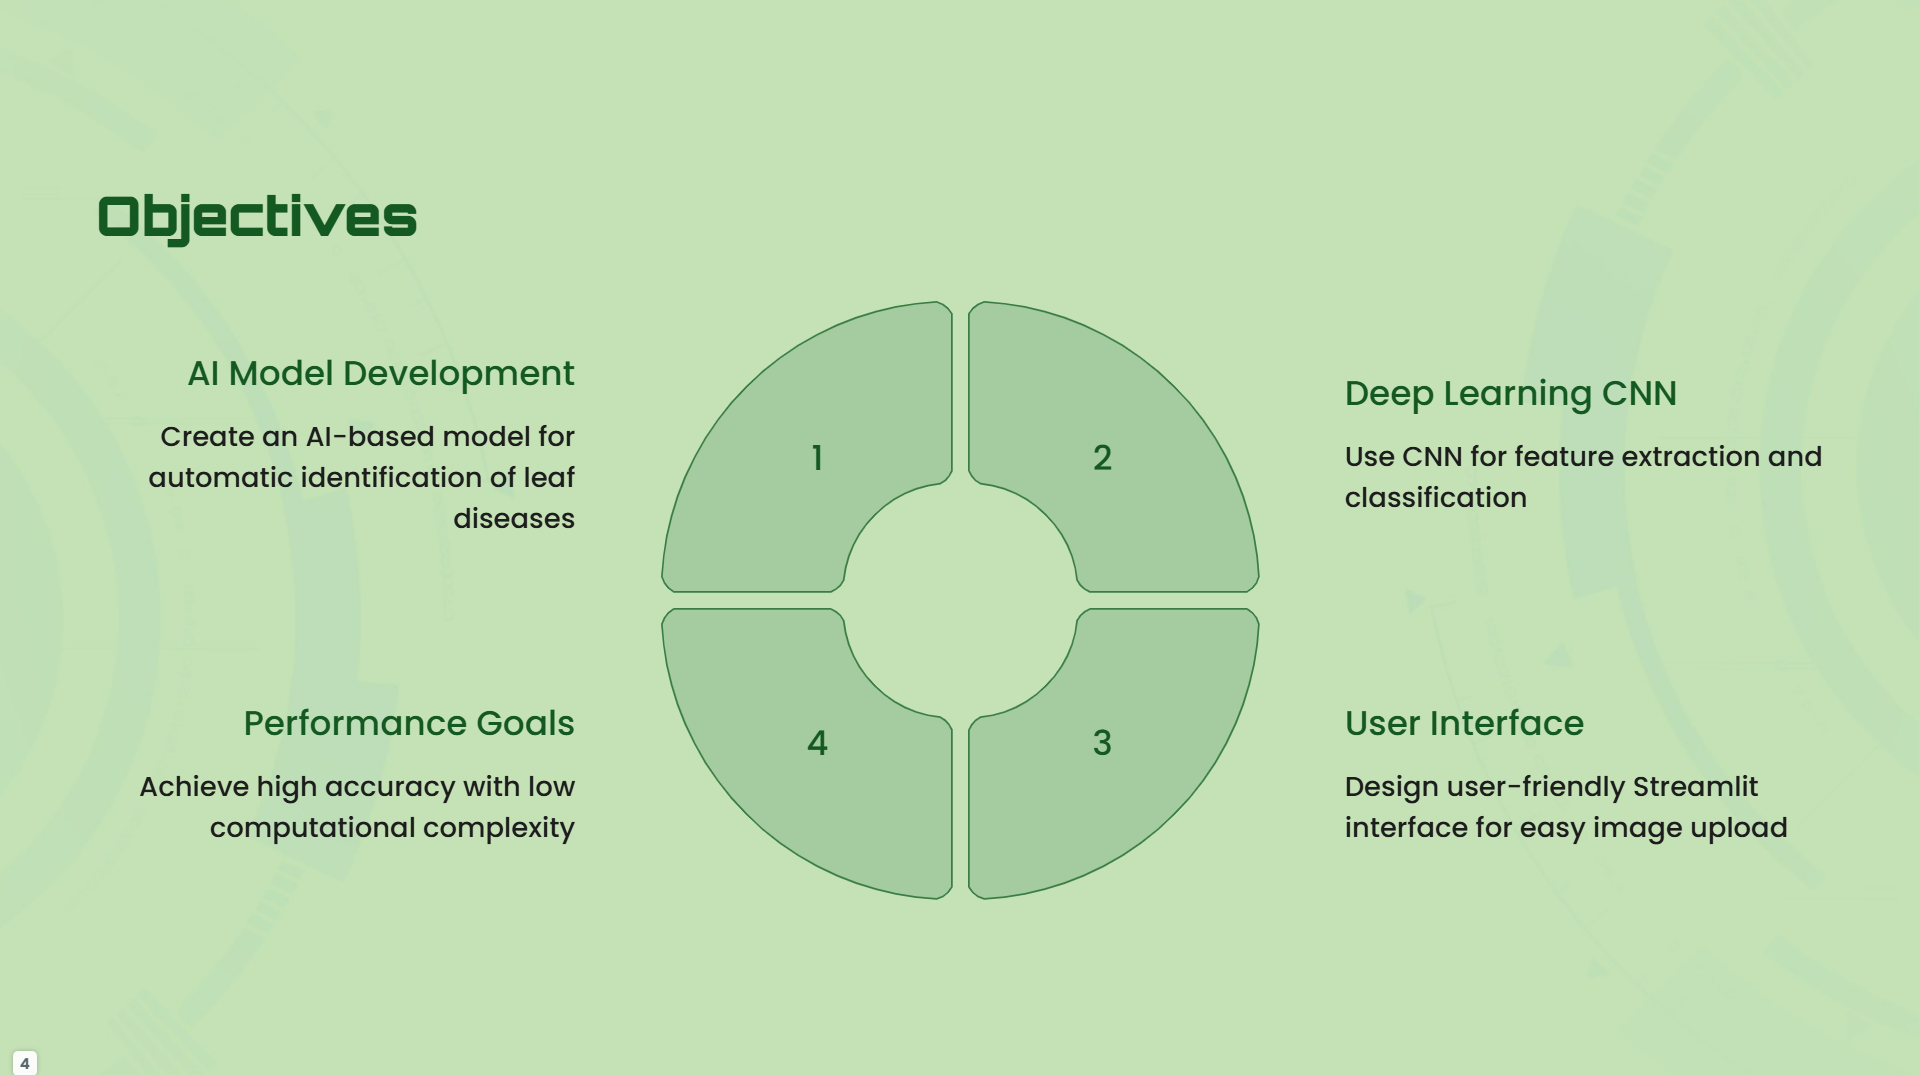 Objectives
AI Model Development
Create an AI-based model for
automatic identification of leaf
diseases
1
2
Deep Learning CNN
Use CNN for feature extraction and
classification
Performance Goals
Achieve high accuracy with low
computational complexity
4
3
User Interface
Design user-friendly Streamlit
interface for easy image upload
4